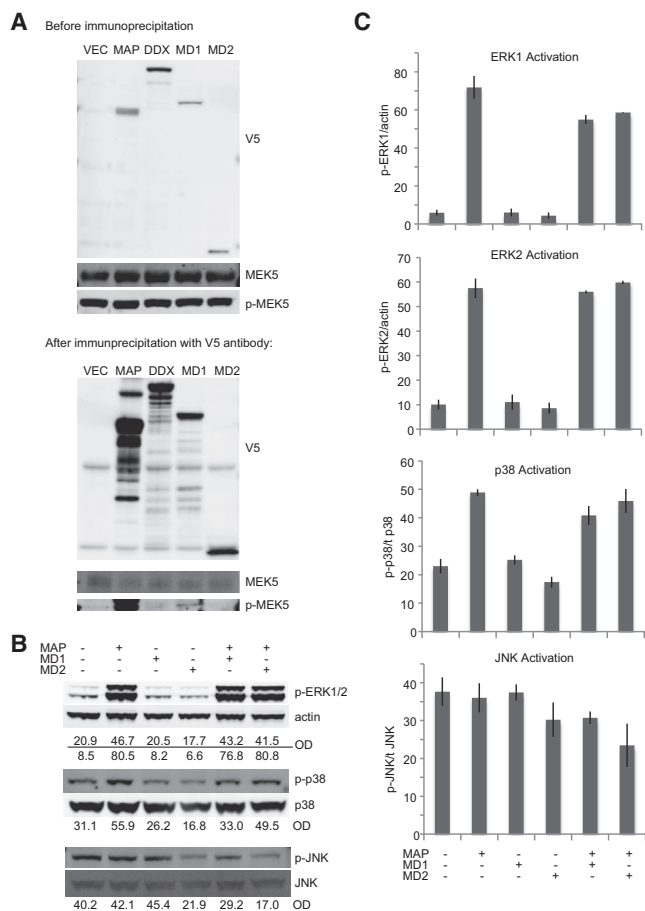 A
Before immunoprecipitation
VEC MAP DDX MD1 MD2
V5
MEK5
p-MEK5
After immunprecipitation with V5 antibody:
VEC MAP DDX MD1 MD2
V5
MEK5
p-MEK5
B
MAP - + - - + +
MD1 - - + - + -
MD2 - - - + - +
p-ERK1/2
actin
20.9 46.7 20.5 17.7 43.2 41.5 OD
8.5 80.5 8.2 6.6 76.8 80.8
p-p38
p38
31.1 55.9 26.2 16.8 33.0 49.5 OD
p-JNK
JNK
40.2 42.1 45.4 21.9 29.2 17.0 OD
C
ERK1 Activation
p-ERK1/actin
80
60
40
20
0
ERK2 Activation
p-ERK2/actin
70
60
50
40
30
20
10
0
p38 Activation
p-p38/t p38
60
50
40
30
20
10
0
JNK Activation
p-JNK/t JNK
40
30
20
10
0
MAP - + - - + +
MD1 - - + - + -
MD2 - - - + - +